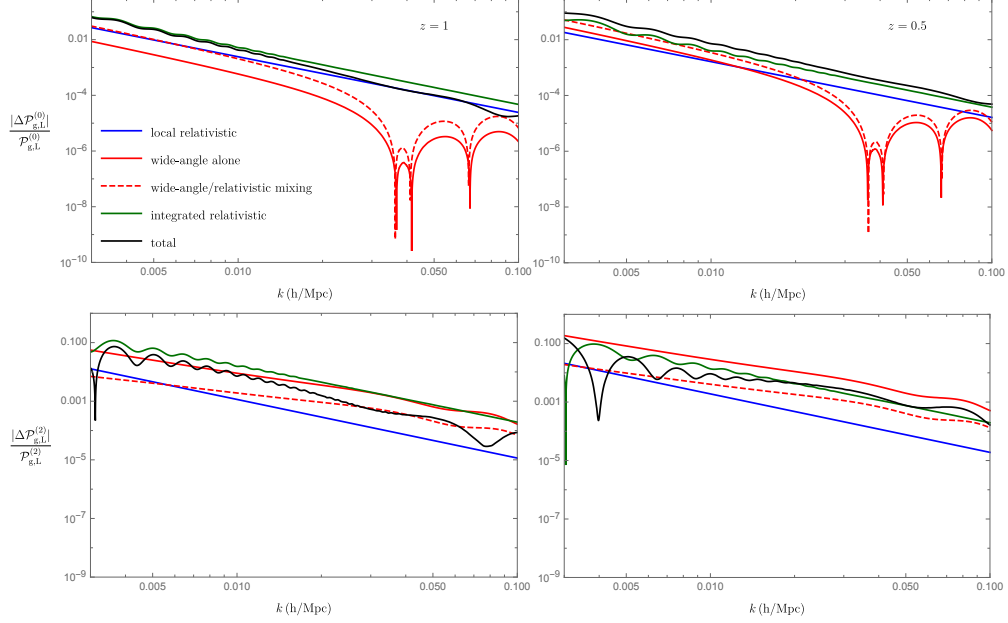 z = 1
z = 0.5
|ΔP_{g,L}^{(0)}| / P_{g,L}^{(0)}
0.01
10^{-4}
10^{-6}
10^{-8}
10^{-10}
local relativistic
wide-angle alone
wide-angle/relativistic mixing
integrated relativistic
total
0.005 0.010 0.050 0.100
k (h/Mpc)
0.01
10^{-4}
10^{-6}
10^{-8}
10^{-10}
0.005 0.010 0.050 0.100
k (h/Mpc)
|ΔP_{g,L}^{(2)}| / P_{g,L}^{(2)}
0.100
0.001
10^{-5}
10^{-7}
10^{-9}
0.005 0.010 0.050 0.100
k (h/Mpc)
0.100
0.001
10^{-5}
10^{-7}
10^{-9}
0.005 0.010 0.050 0.100
k (h/Mpc)